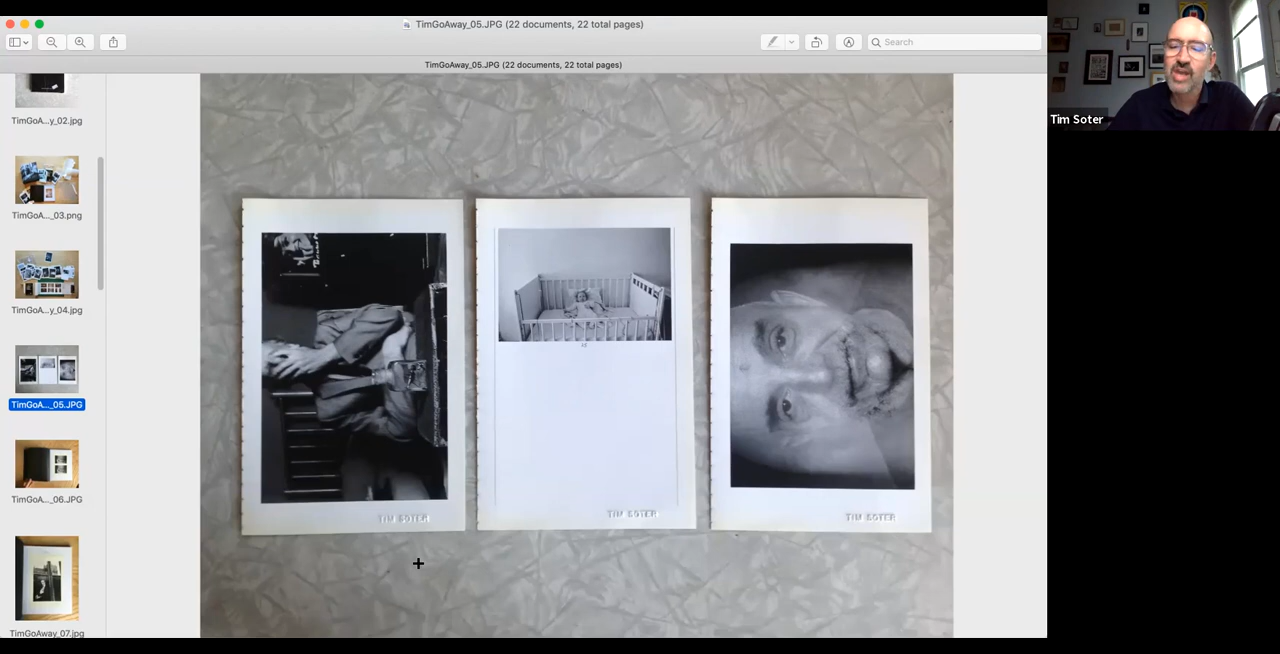 TimGoAway_05.JPG (22 documents, 22 total pages)
Search
TimGoAway_05.JPG (22 documents, 22 total pages)
TimGoA...y_02.jpg
TimGoA..._03.png
TimGoA...y_04.jpg
TimGoA..._05.JPG
TimGoA..._06.JPG
TimGoAway_07.jpg
TIM SOTER
TIM SOTER
TIM SOTER
Tim Soter